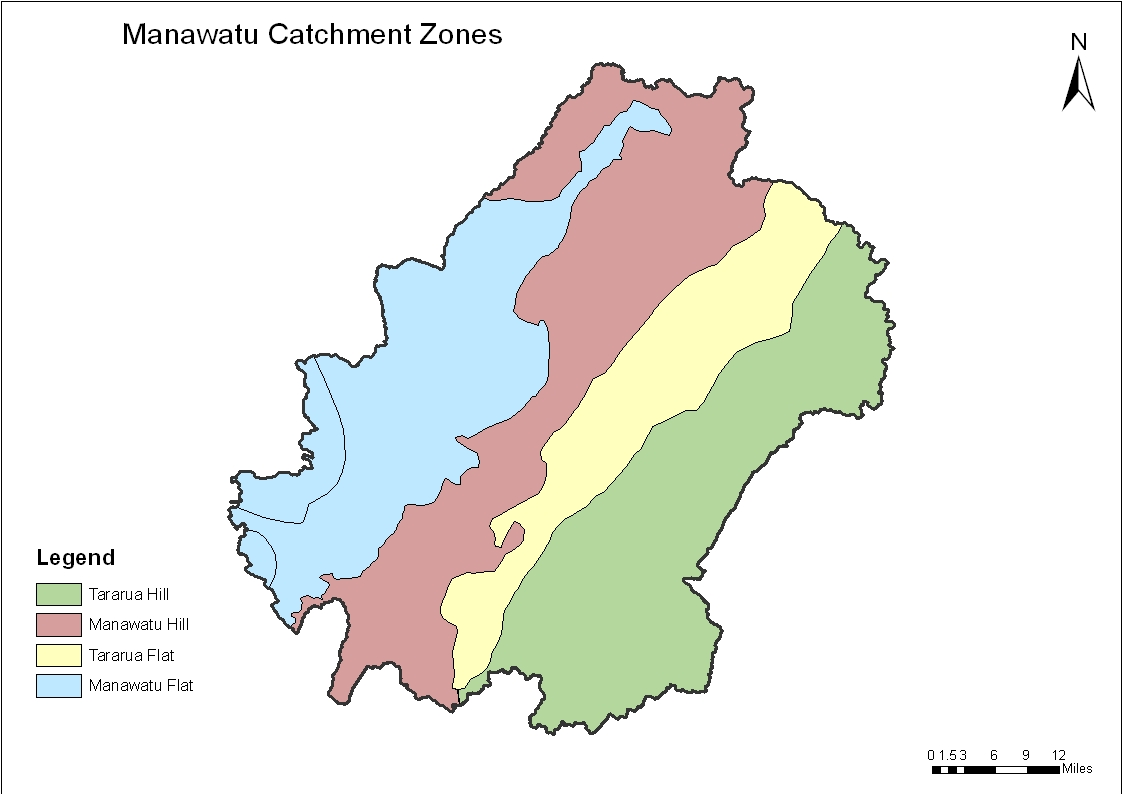 Manawatu Catchment Zones
N
Legend
Tararua Hill
Manawatu Hill
Tararua Flat
Manawatu Flat
0 1.5 3 6 9 12
Miles